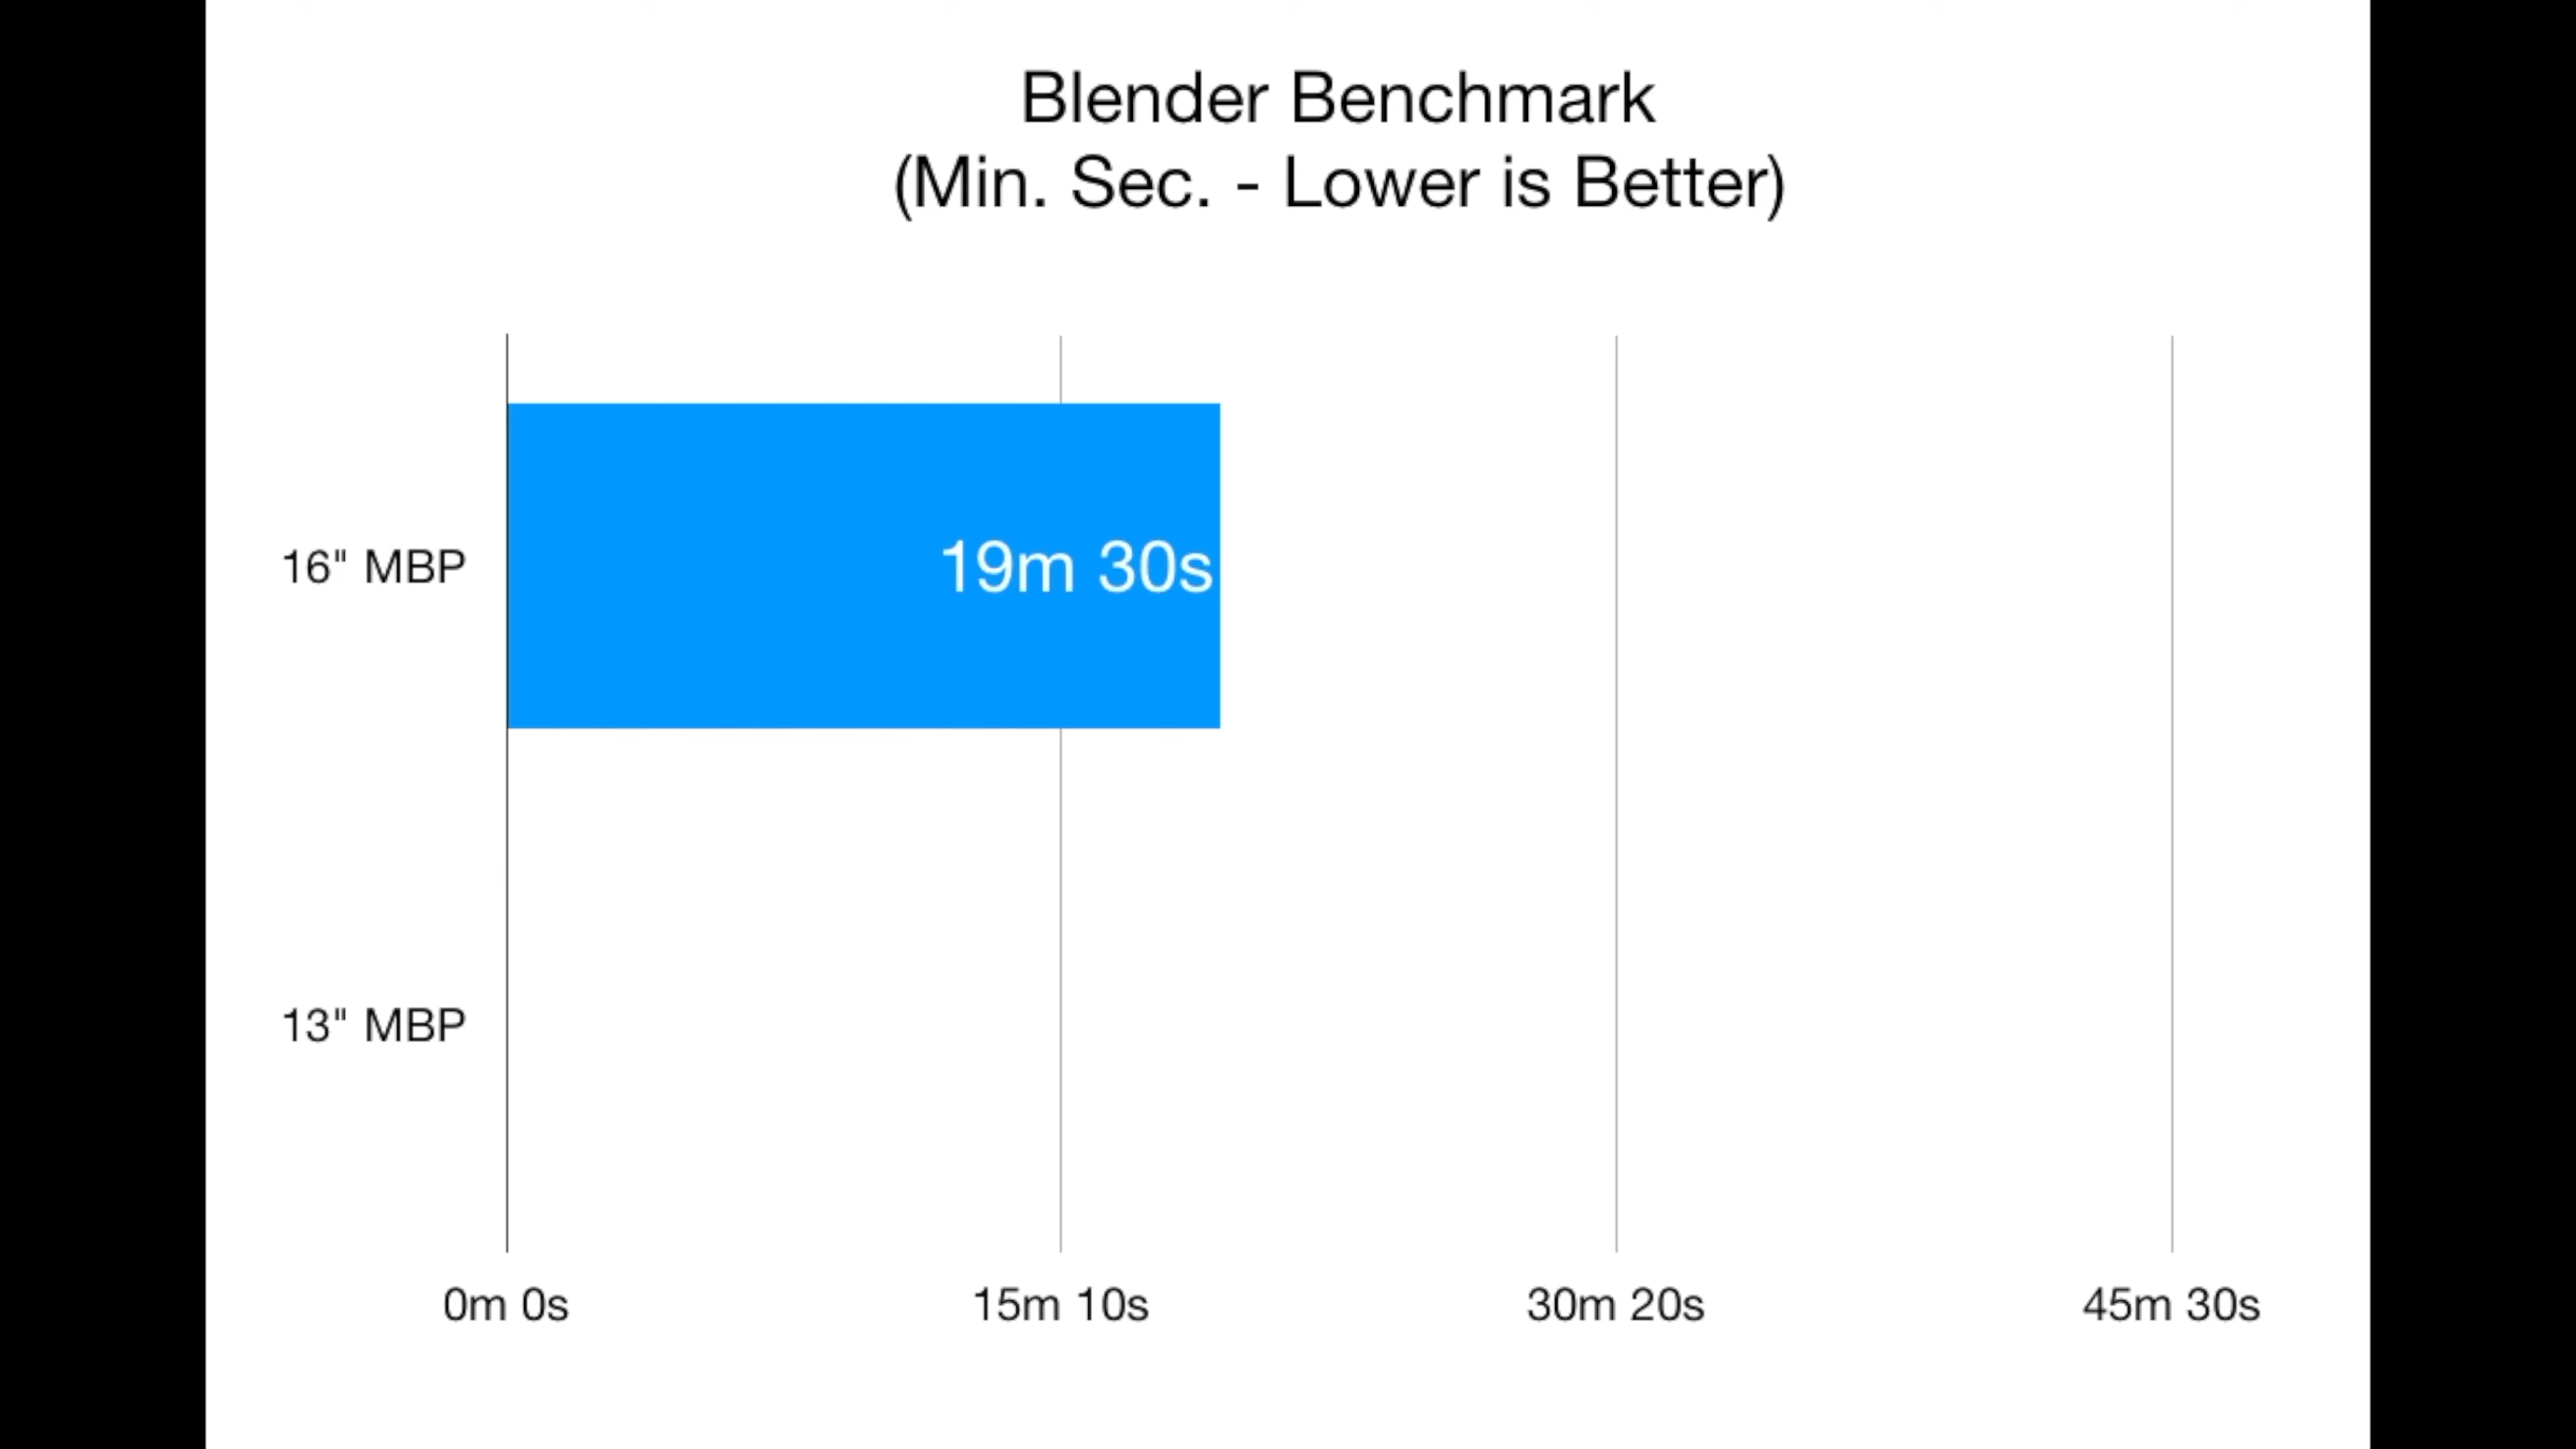 Blender Benchmark
(Min. Sec. - Lower is Better)
16" MBP
19m 30s
13" MBP
0m 0s
15m 10s
30m 20s
45m 30s